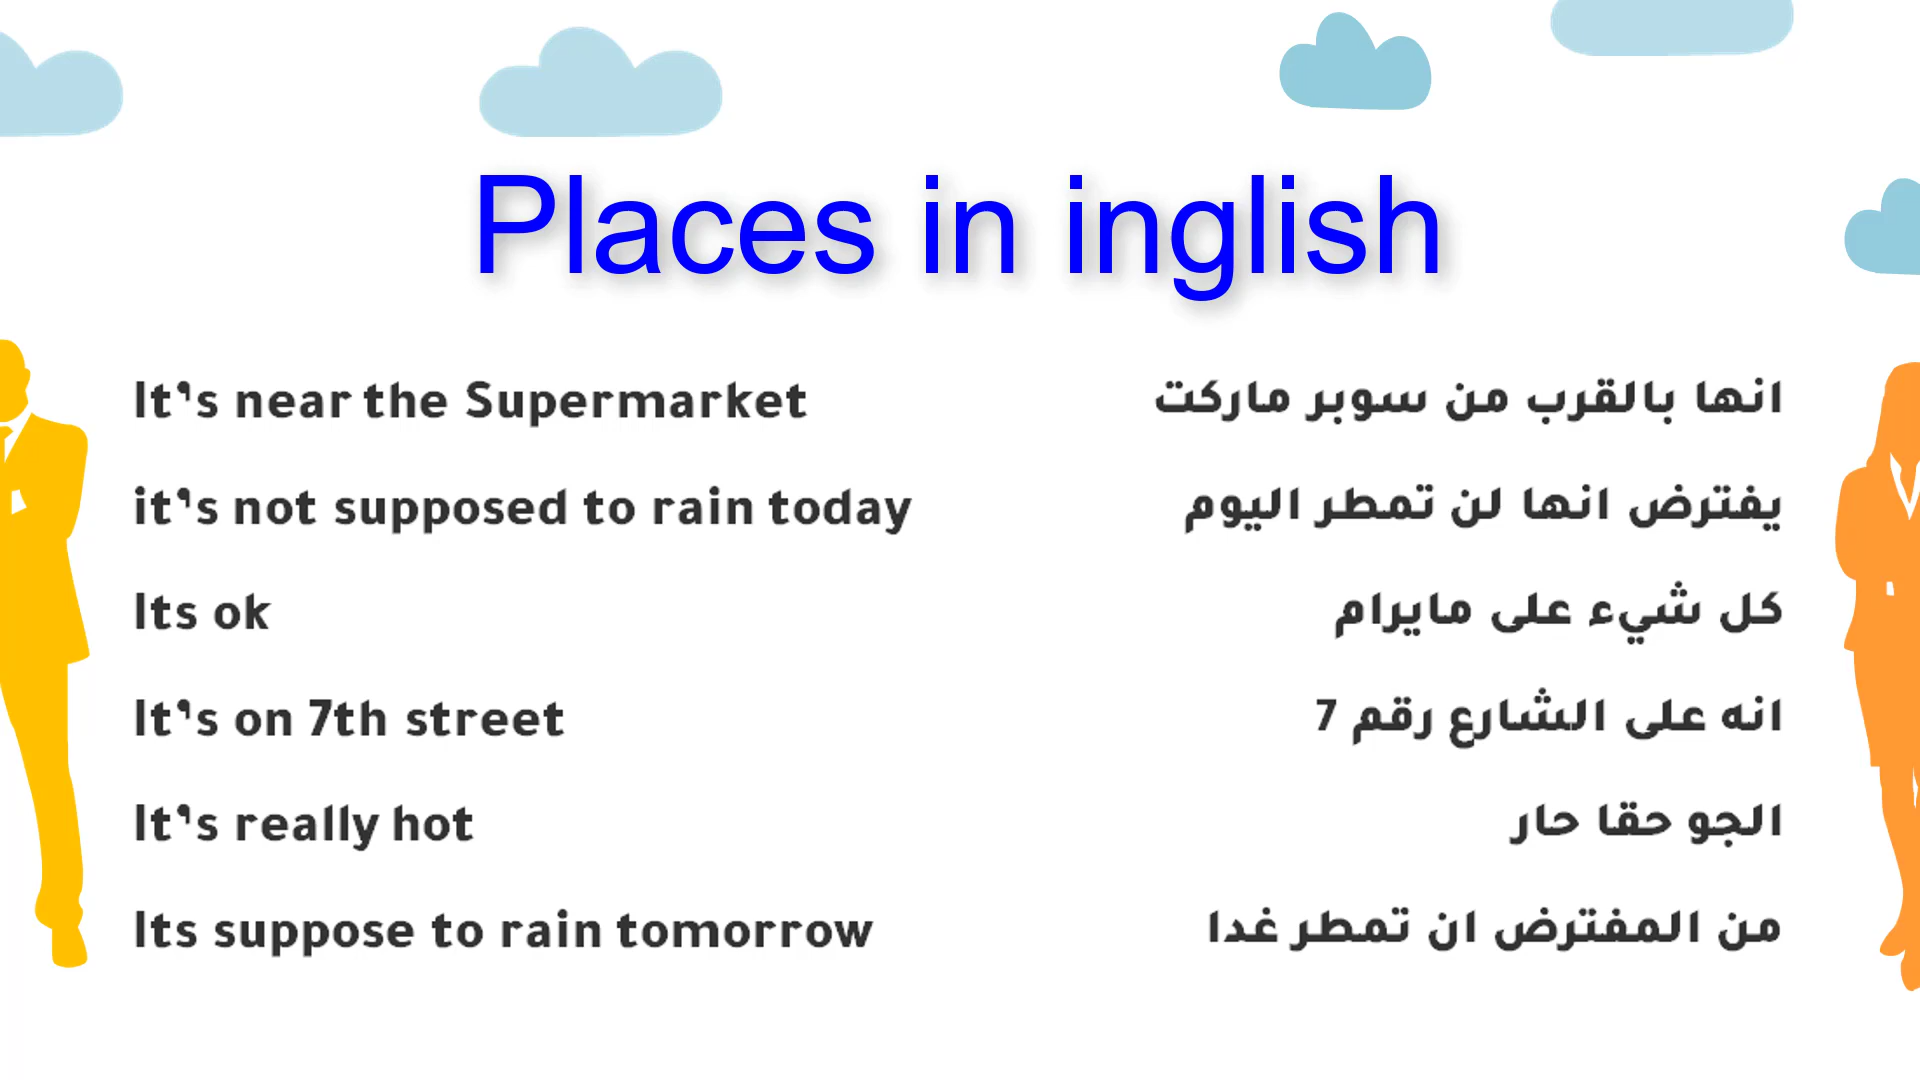 Places in inglish
It's near the Supermarket
انها بالقرب من سوبر ماركت
it's not supposed to rain today
يفترض انها لن تمطر اليوم
Its ok
كل شيء على مايرام
It's on 7th street
انه على الشارع رقم 7
It's really hot
الجو حقا حار
Its suppose to rain tomorrow
من المفترض ان تمطر غدا